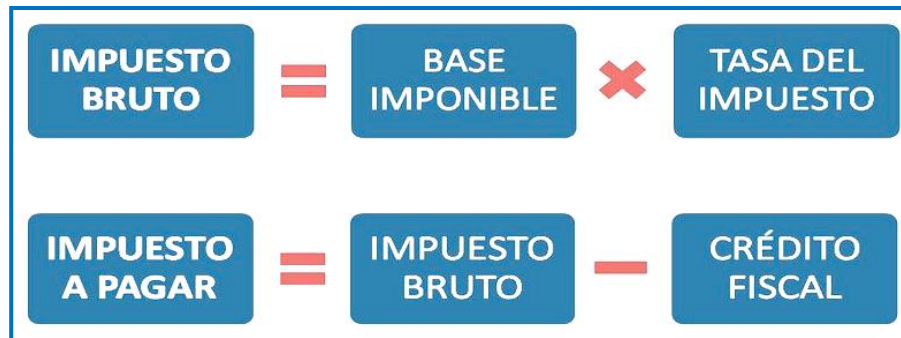 IMPUESTO
BRUTO
=
BASE
IMPONIBLE
×
TASA DEL
IMPUESTO
IMPUESTO
A PAGAR
=
IMPUESTO
BRUTO
−
CRÉDITO
FISCAL